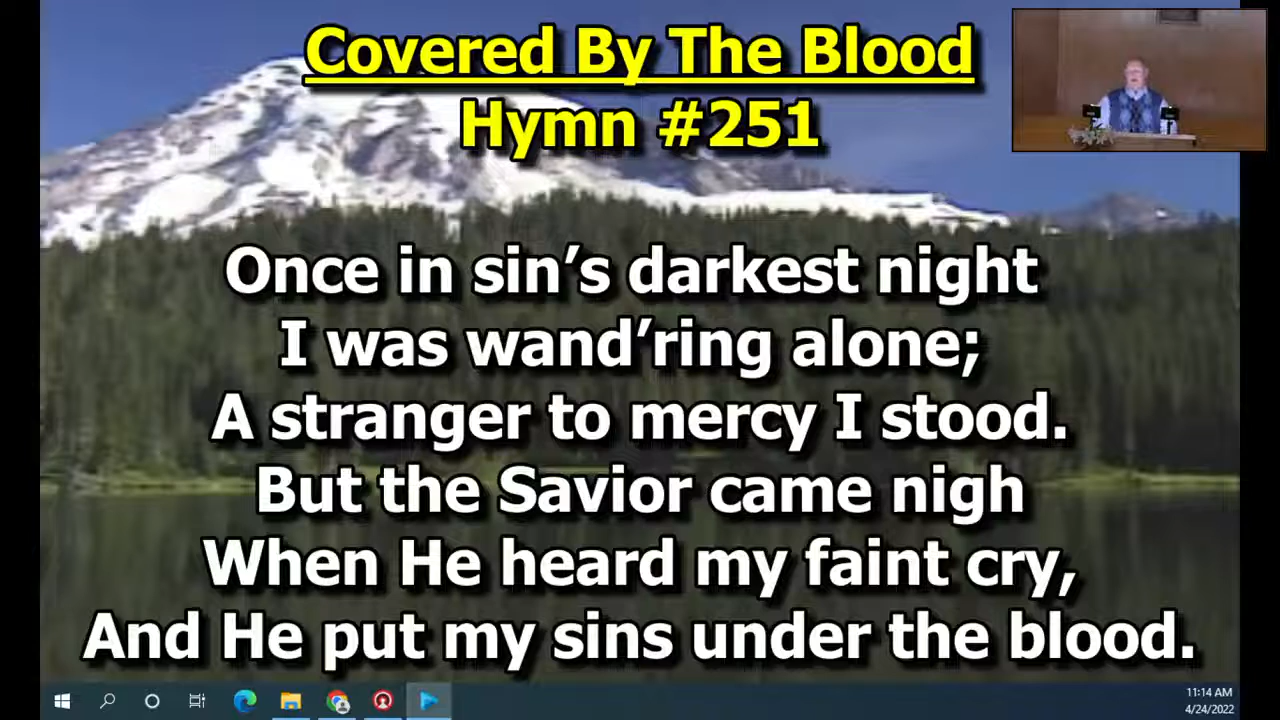 Covered By The Blood
Hymn #251
Once in sin’s darkest night
I was wand’ring alone;
A stranger to mercy I stood.
But the Savior came nigh
When He heard my faint cry,
And He put my sins under the blood.
11:14 AM
4/24/2022